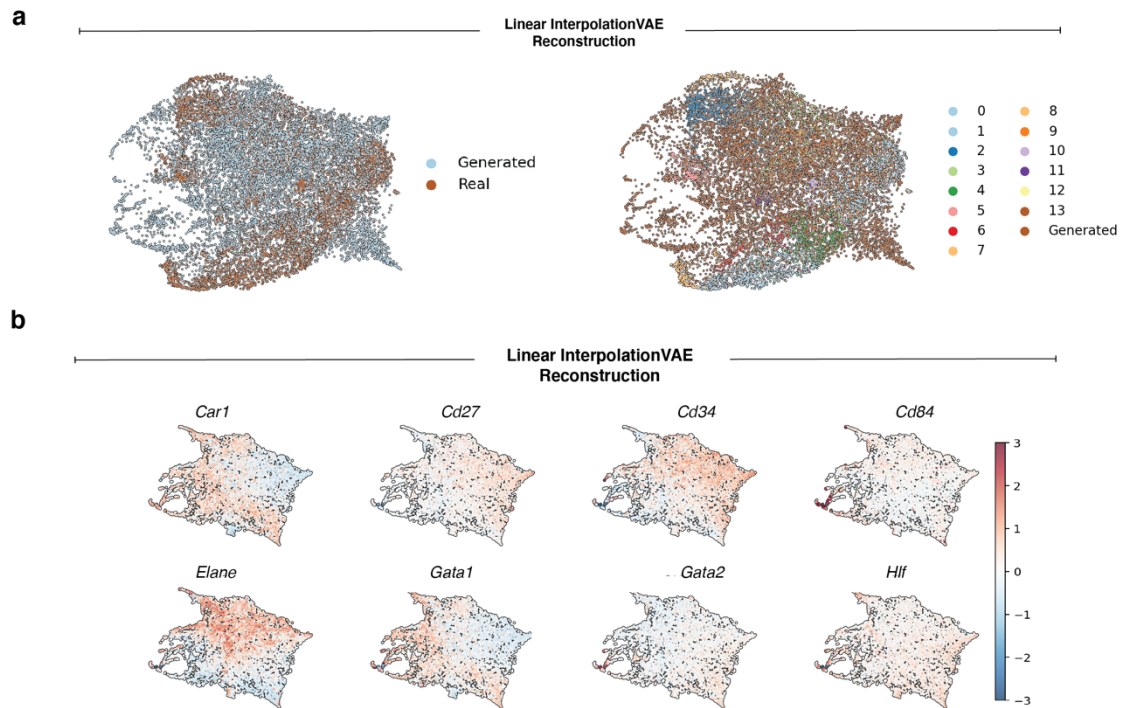 a
Linear InterpolationVAE
Reconstruction
Generated
Real
0
1
2
3
4
5
6
7
8
9
10
11
12
13
Generated
b
Linear InterpolationVAE
Reconstruction
Car1
Cd27
Cd34
Cd84
Elane
Gata1
Gata2
Hlf
3
2
1
0
−1
−2
−3